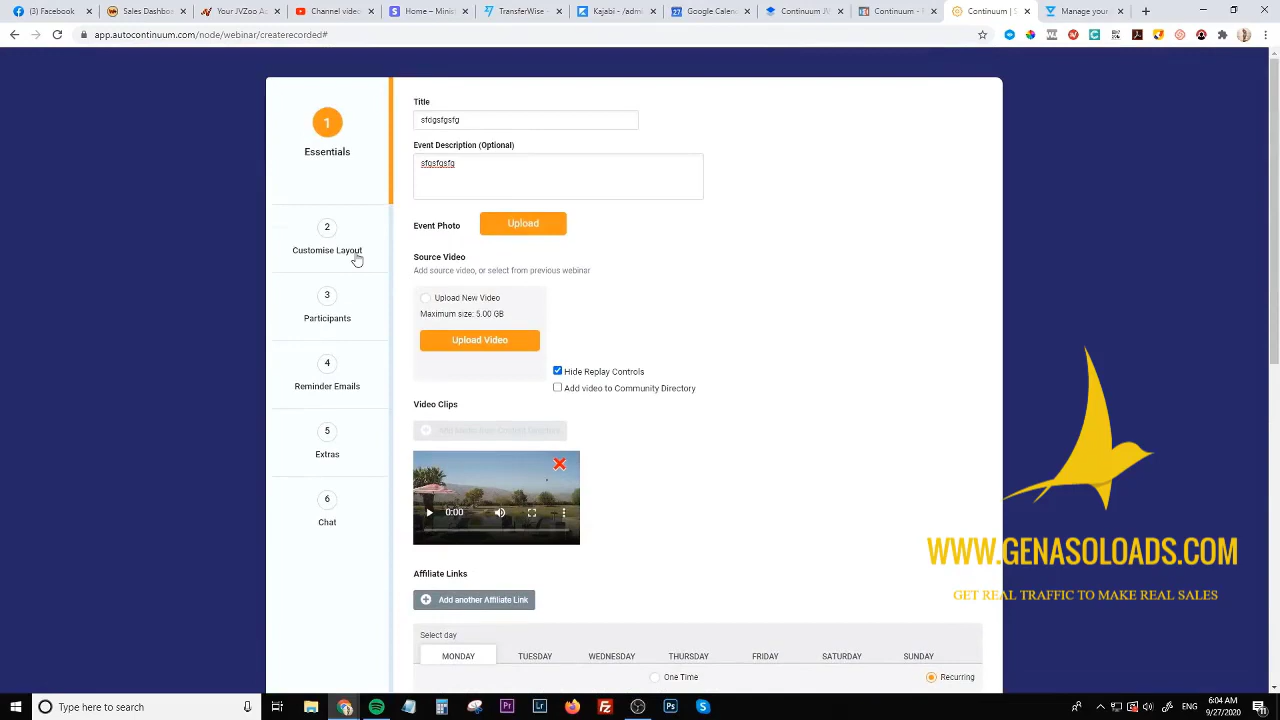 (3) Facebook
Sales Dashboard
Your JVZoo As
Channel video
Home – Minis
TransferWise
Kajabi - /admi
Google Calen
Continuum JV
Continuum -
Continuum | S
Manage your
app.autocontinuum.com/node/webinar/createrecorded#
1
Essentials
2
Customise Layout
3
Participants
4
Reminder Emails
5
Extras
6
Chat
Title
sfdgsfgsfg
Event Description (Optional)
sfgsfgsfg
Event Photo
Upload
Source Video
Add source video, or select from previous webinar
Upload New Video
Maximum size: 5.00 GB
Upload Video
Hide Replay Controls
Add video to Community Directory
Video Clips
0:00
Affiliate Links
Add another Affiliate Link
Select day
MONDAY TUESDAY WEDNESDAY THURSDAY FRIDAY SATURDAY SUNDAY
One Time
Recurring
WWW.GENASOLOADS.COM
GET REAL TRAFFIC TO MAKE REAL SALES
Type here to search
ENG
6:04 AM
9/27/2020